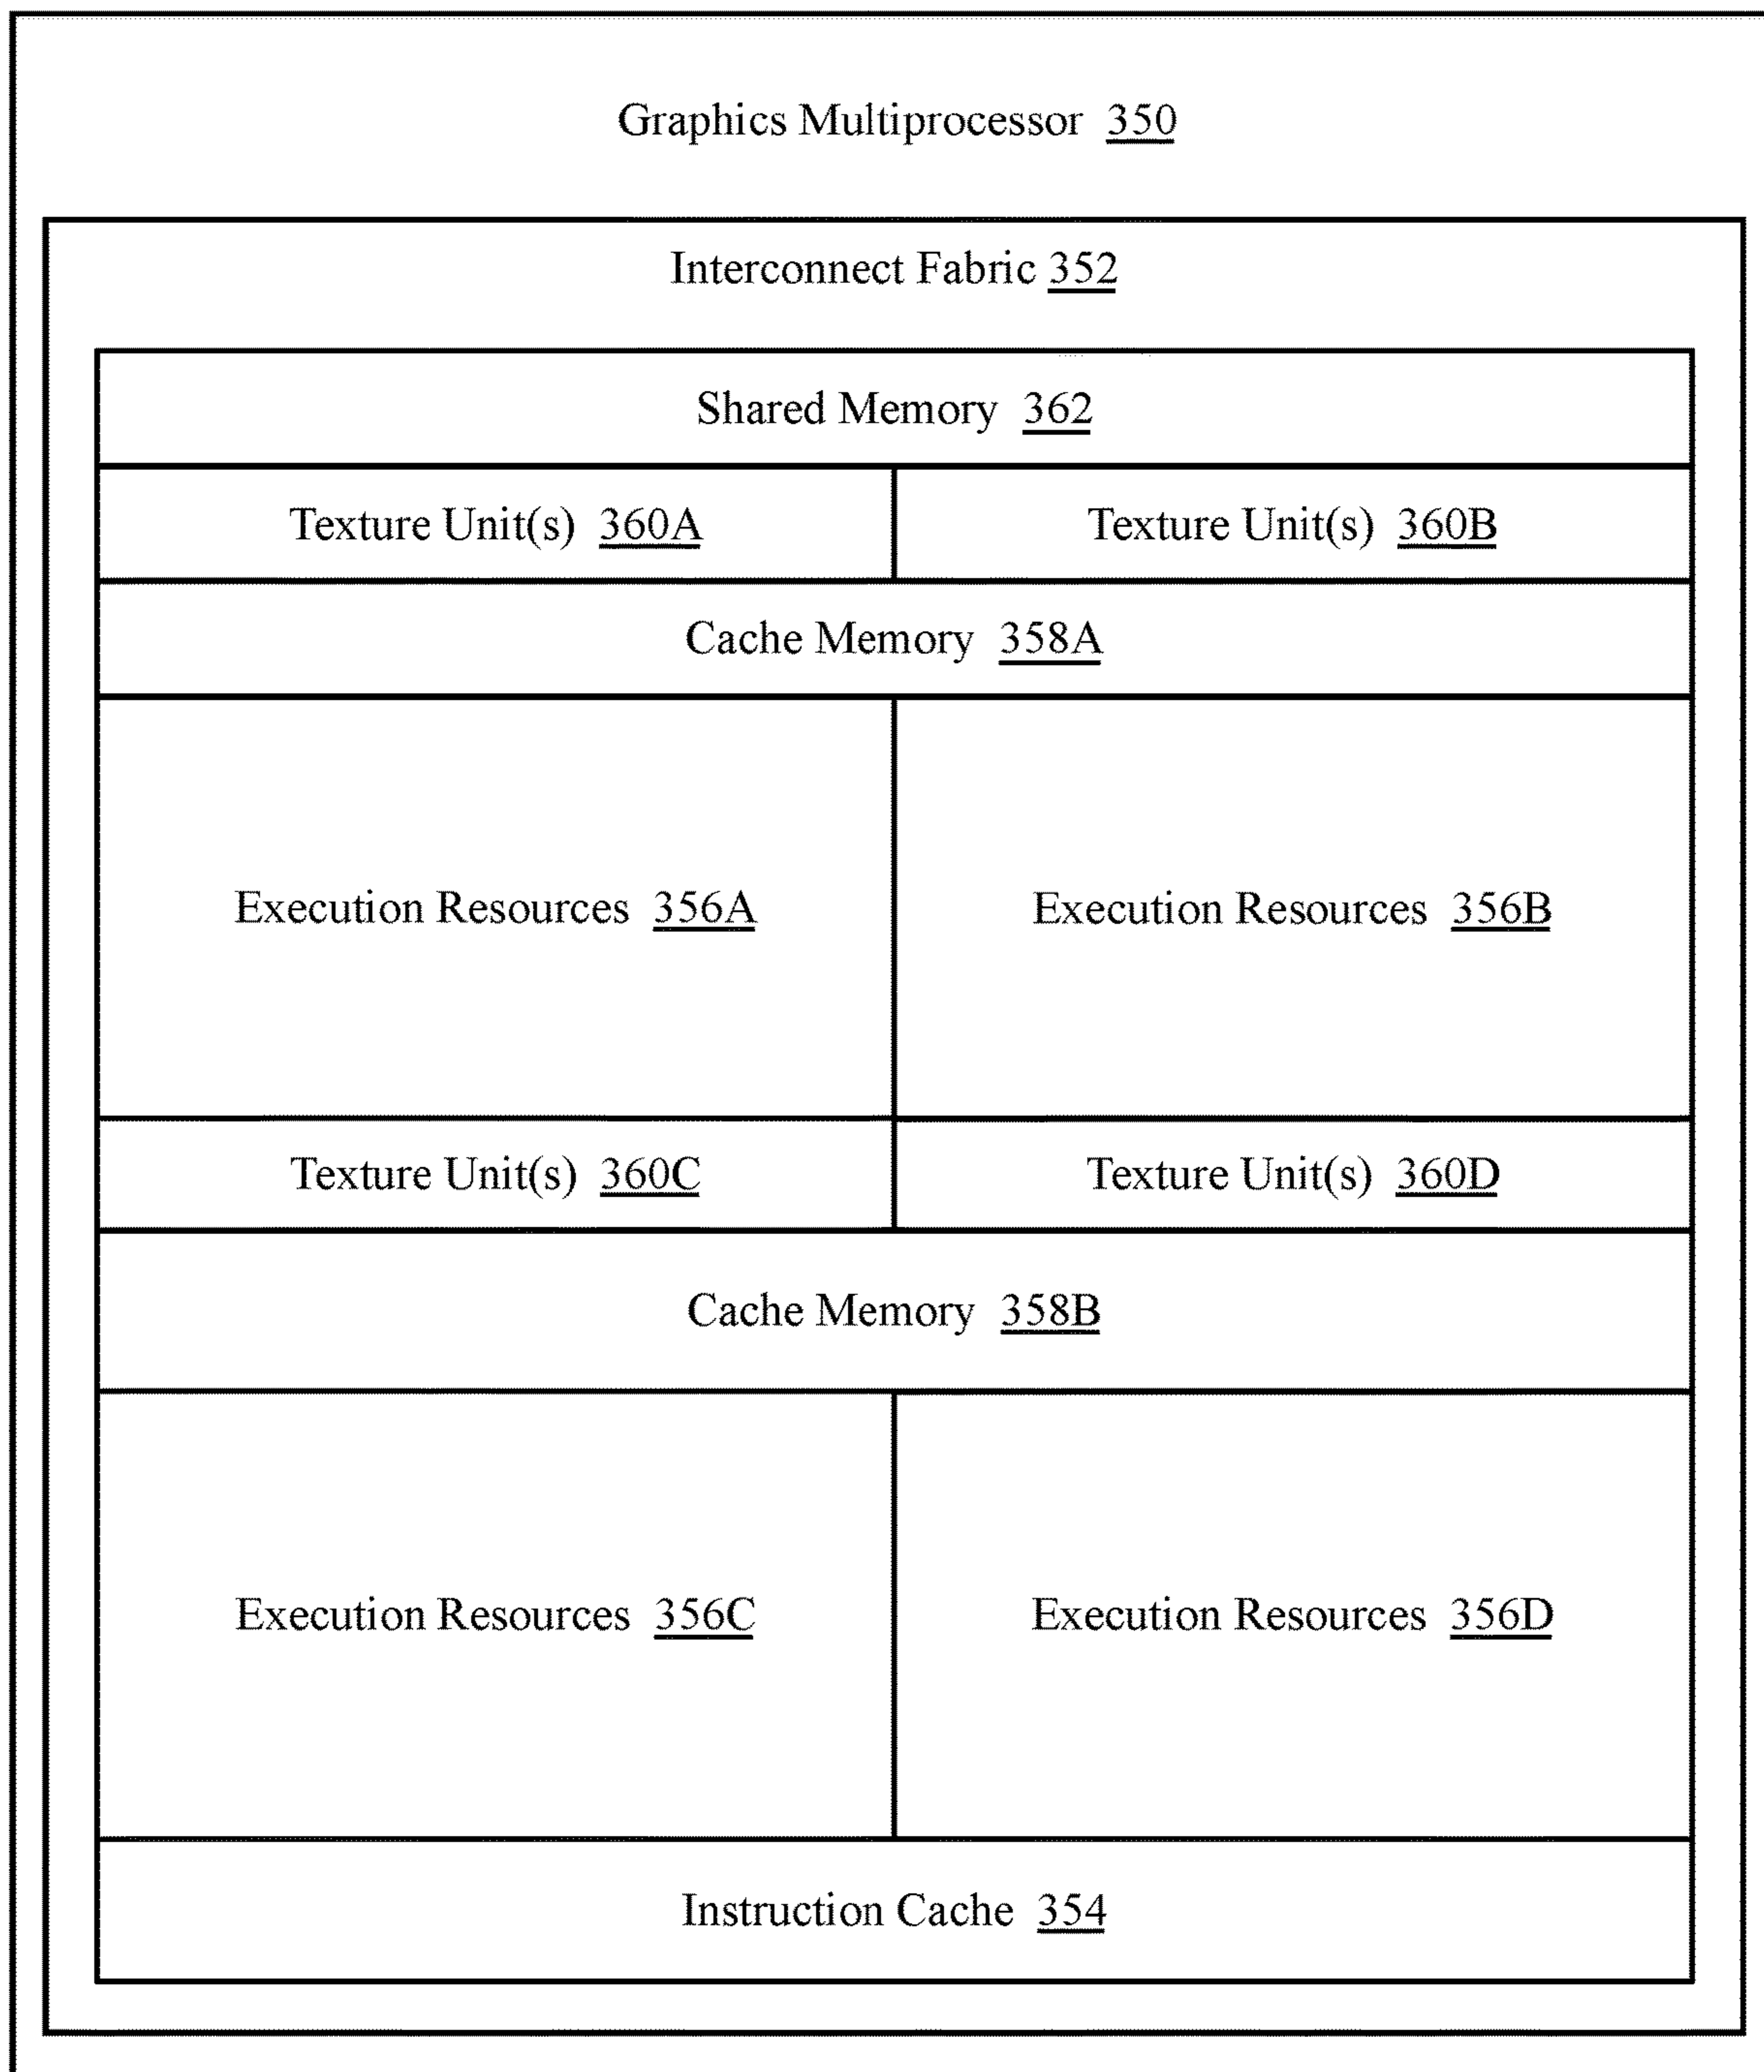 Graphics Multiprocessor 350
Interconnect Fabric 352
Shared Memory 362
Texture Unit(s) 360A
Texture Unit(s) 360B
Cache Memory 358A
Execution Resources 356A
Execution Resources 356B
Texture Unit(s) 360C
Texture Unit(s) 360D
Cache Memory 358B
Execution Resources 356C
Execution Resources 356D
Instruction Cache 354